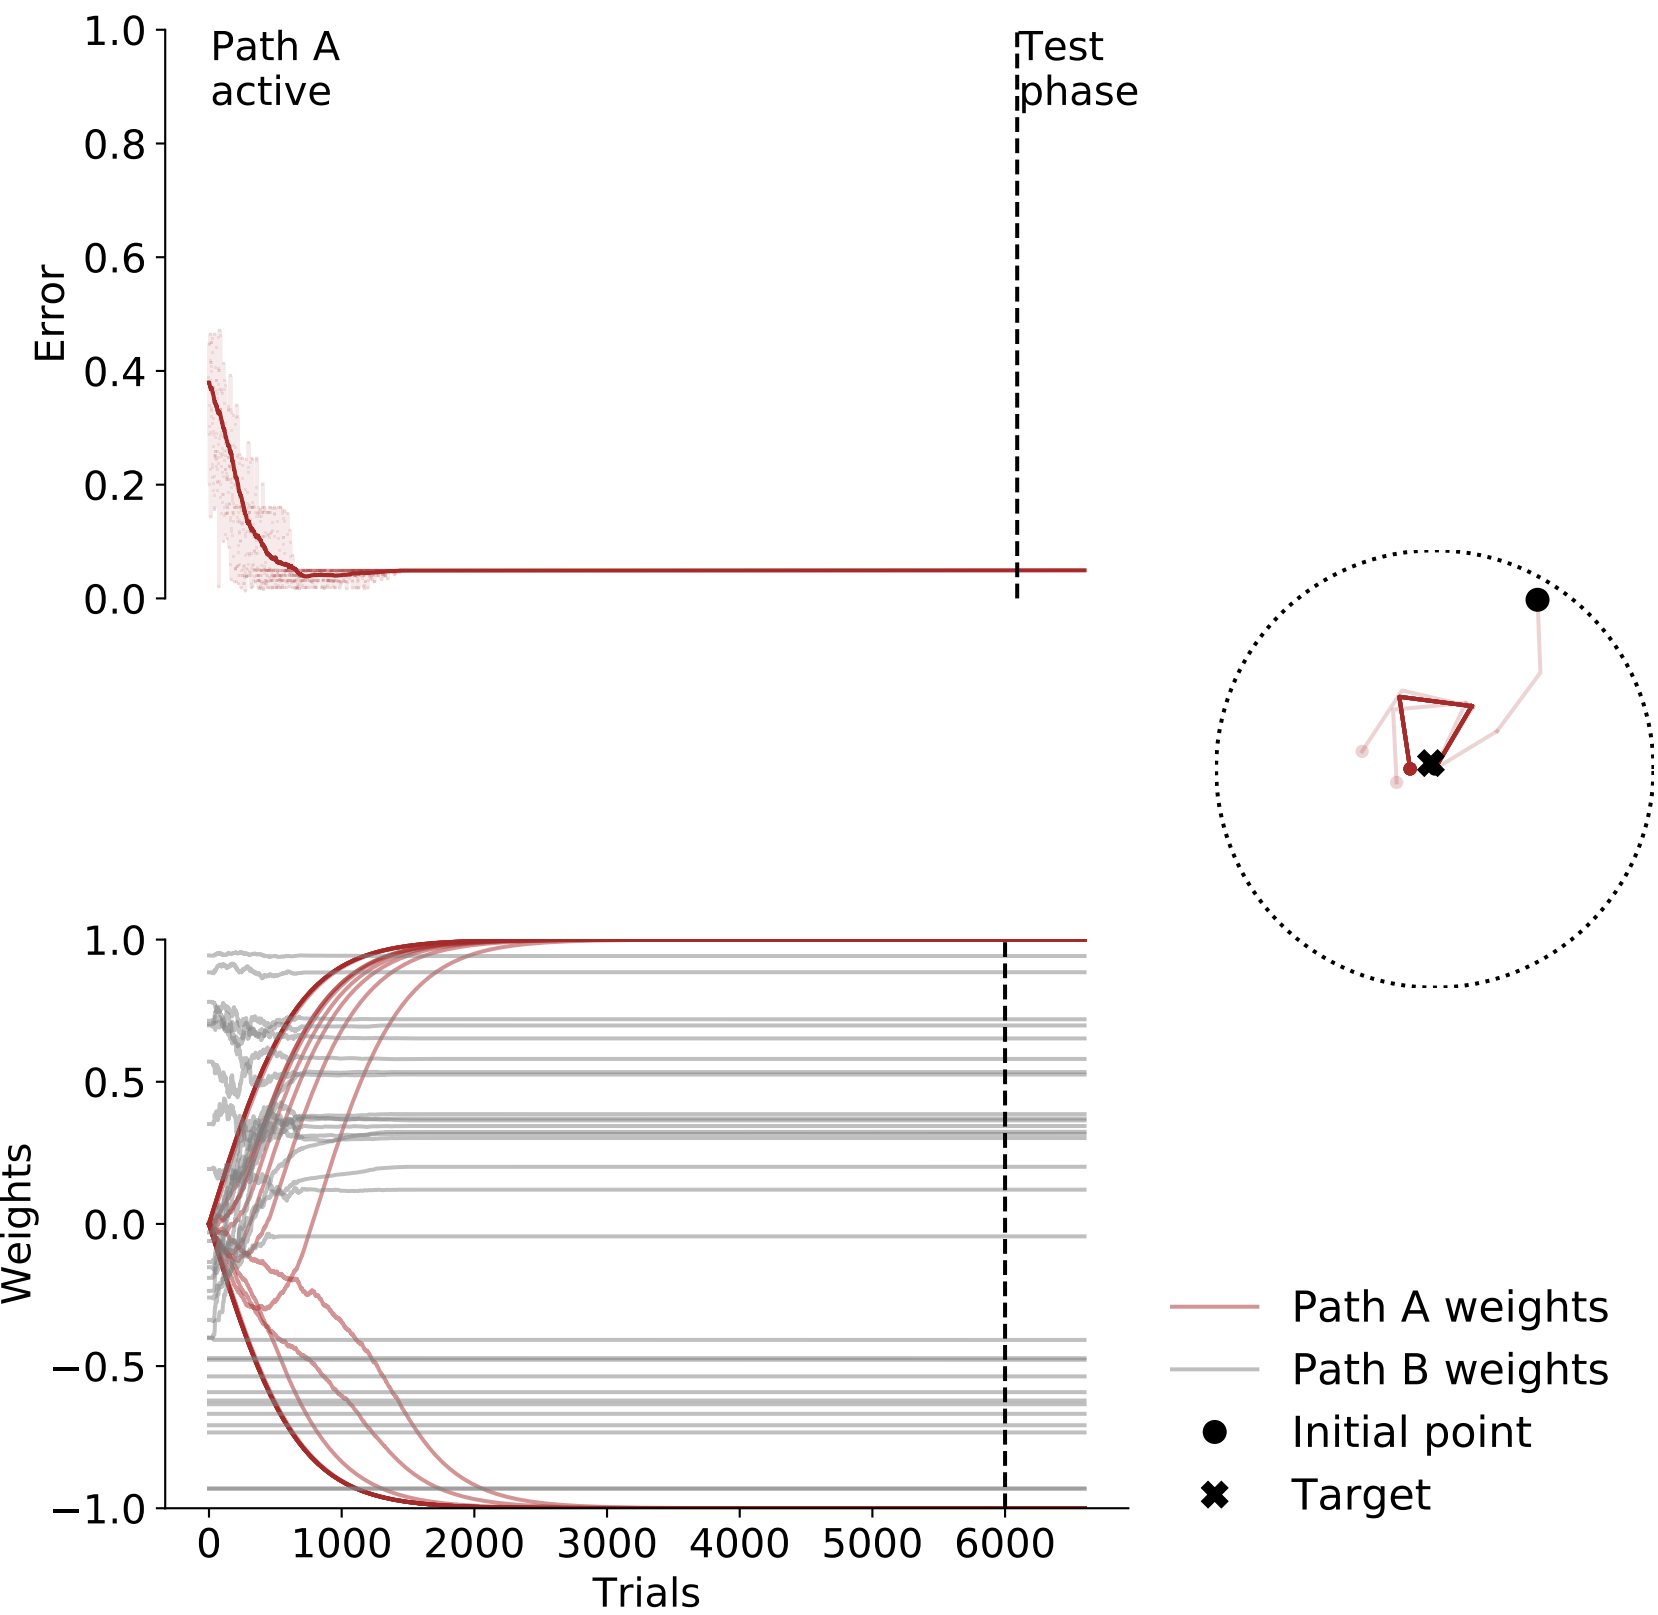 1.0
Path A
active
Test
phase
0.8
0.6
0.4
0.2
0.0
Error
1.0
0.5
0.0
−0.5
−1.0
Weights
0 1000 2000 3000 4000 5000 6000
Trials
Path A weights
Path B weights
Initial point
Target